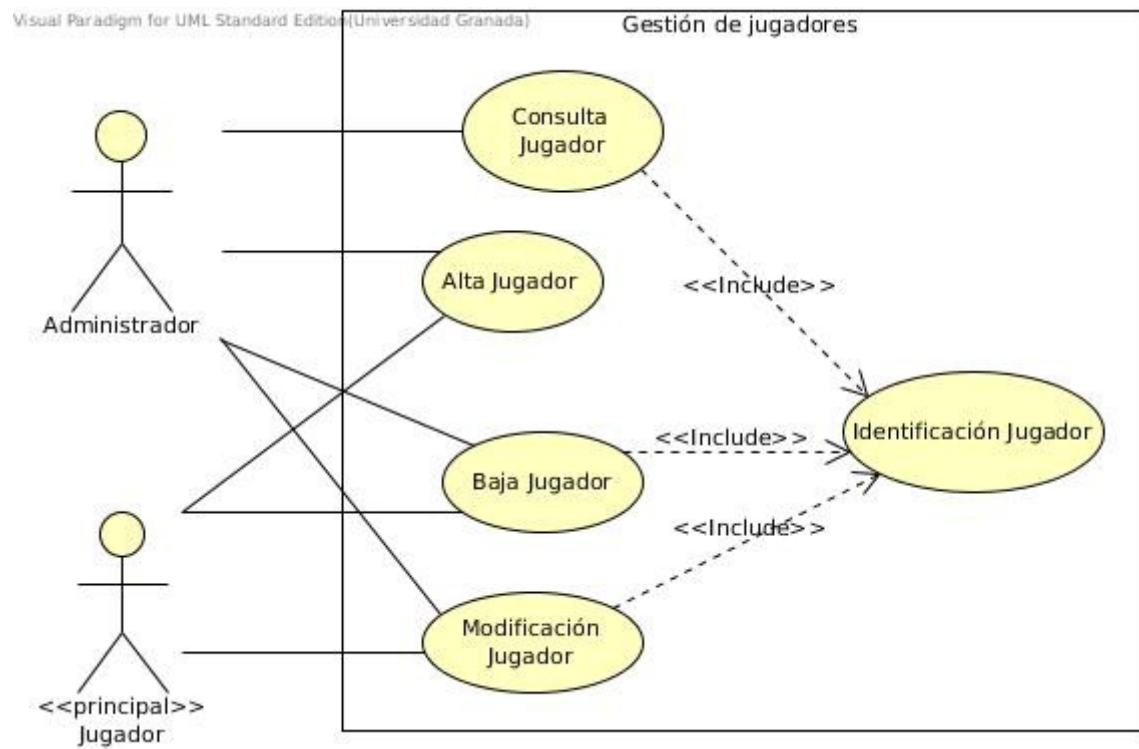 Visual Paradigm for UML Standard Edition(Universidad Granada)
Gestión de jugadores
Consulta
Jugador
Alta Jugador
<<Include>>
Administrador
Identificación Jugador
<<Include>>
Baja Jugador
<<Include>>
Modificación
Jugador
<<principal>>
Jugador